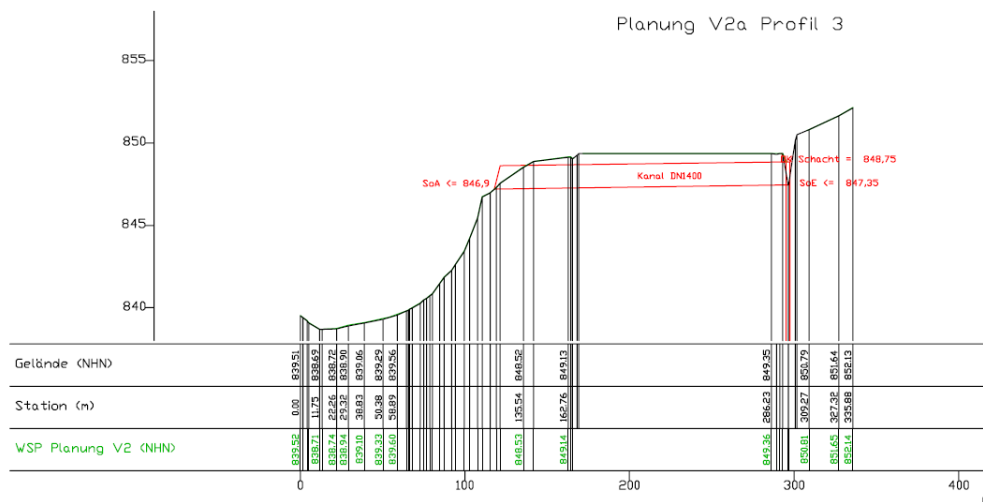 Planung V2a Profil 3
855
850
845
840
Schacht = 848,75
SoA <= 846,9
Kanal DN1400
SoE <= 847,35
Gelände (NHN)
839.51 838.69 838.72 838.90 839.06 839.29 839.56 848.52 849.13 849.35 850.79 851.64 852.13
Station (m)
0.00 11.75 22.26 29.32 38.83 50.38 58.89 135.54 162.76 286.23 309.27 327.32 335.88
WSP Planung V2 (NHN)
839.52 838.71 838.74 838.94 839.10 839.33 839.60 848.53 849.14 849.36 850.81 851.65 852.14
0 100 200 300 400